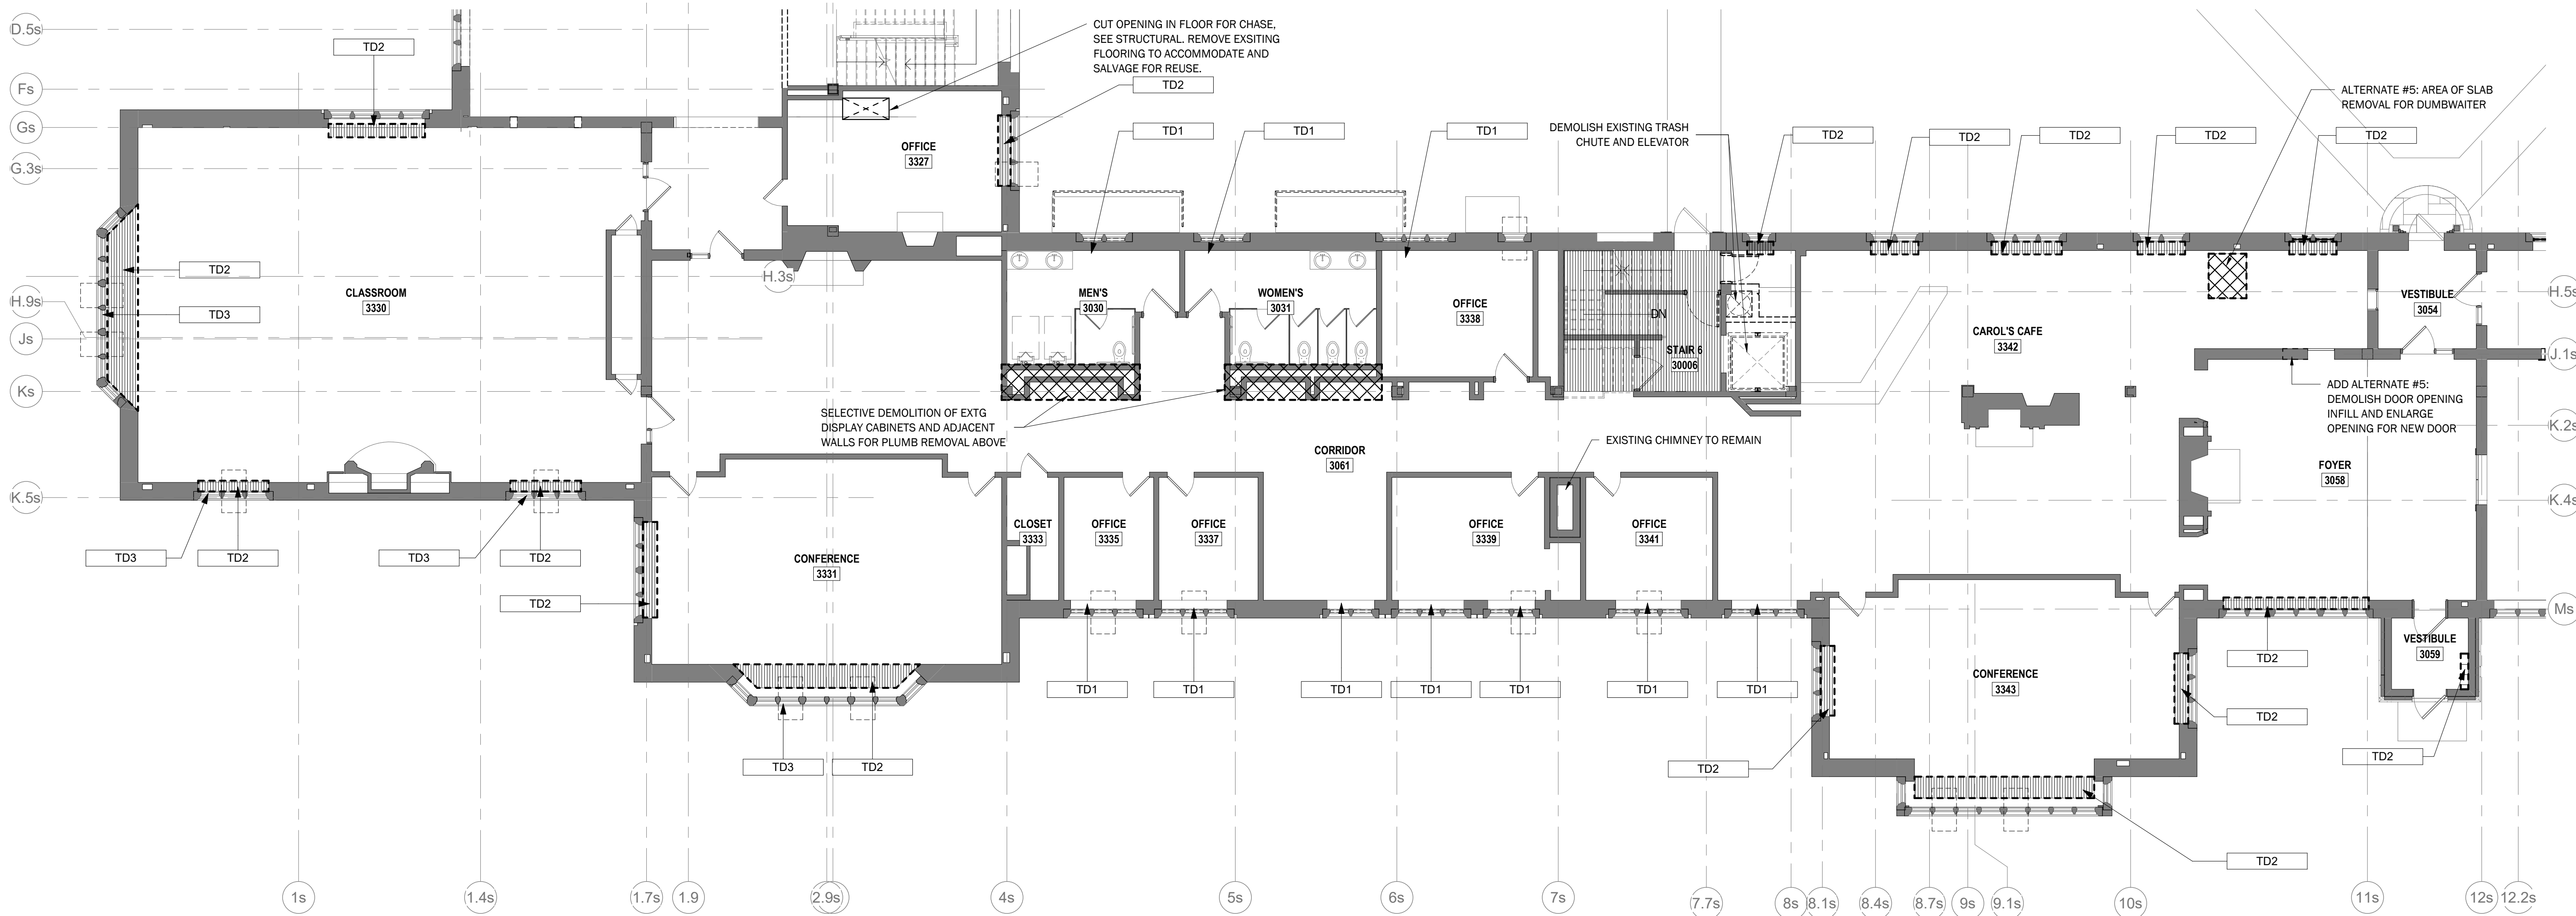 D.5s
Fs
Gs
G.3s
H.9s
Js
Ks
K.5s
TD2
CUT OPENING IN FLOOR FOR CHASE,
SEE STRUCTURAL. REMOVE EXSITING
FLOORING TO ACCOMMODATE AND
SALVAGE FOR REUSE.
TD2
OFFICE
3327
TD1
TD1
TD1
DEMOLISH EXISTING TRASH
CHUTE AND ELEVATOR
TD2
TD2
TD2
TD2
TD2
ALTERNATE #5: AREA OF SLAB
REMOVAL FOR DUMBWAITER
TD2
TD3
CLASSROOM
3330
H.3s
MEN'S
3030
WOMEN'S
3031
OFFICE
3338
DN
STAIR 6
30006
CAROL'S CAFE
3342
VESTIBULE
3054
H.5s
J.1s
K.2s
K.4s
Ms
ADD ALTERNATE #5:
DEMOLISH DOOR OPENING
INFILL AND ENLARGE
OPENING FOR NEW DOOR
SELECTIVE DEMOLITION OF EXTG
DISPLAY CABINETS AND ADJACENT
WALLS FOR PLUMB REMOVAL ABOVE
CORRIDOR
3061
EXISTING CHIMNEY TO REMAIN
FOYER
3058
TD3
TD2
TD3
TD2
TD2
CONFERENCE
3331
CLOSET
3333
OFFICE
3335
OFFICE
3337
OFFICE
3339
OFFICE
3341
TD1
TD1
TD1
TD1
TD1
TD1
TD1
TD3
TD2
CONFERENCE
3343
VESTIBULE
3059
TD2
TD2
TD2
TD2
TD2
1s
1.4s
1.7s
1.9
2.9s
4s
5s
6s
7s
7.7s
8s
8.1s
8.4s
8.7s
9s
9.1s
10s
11s
12s
12.2s